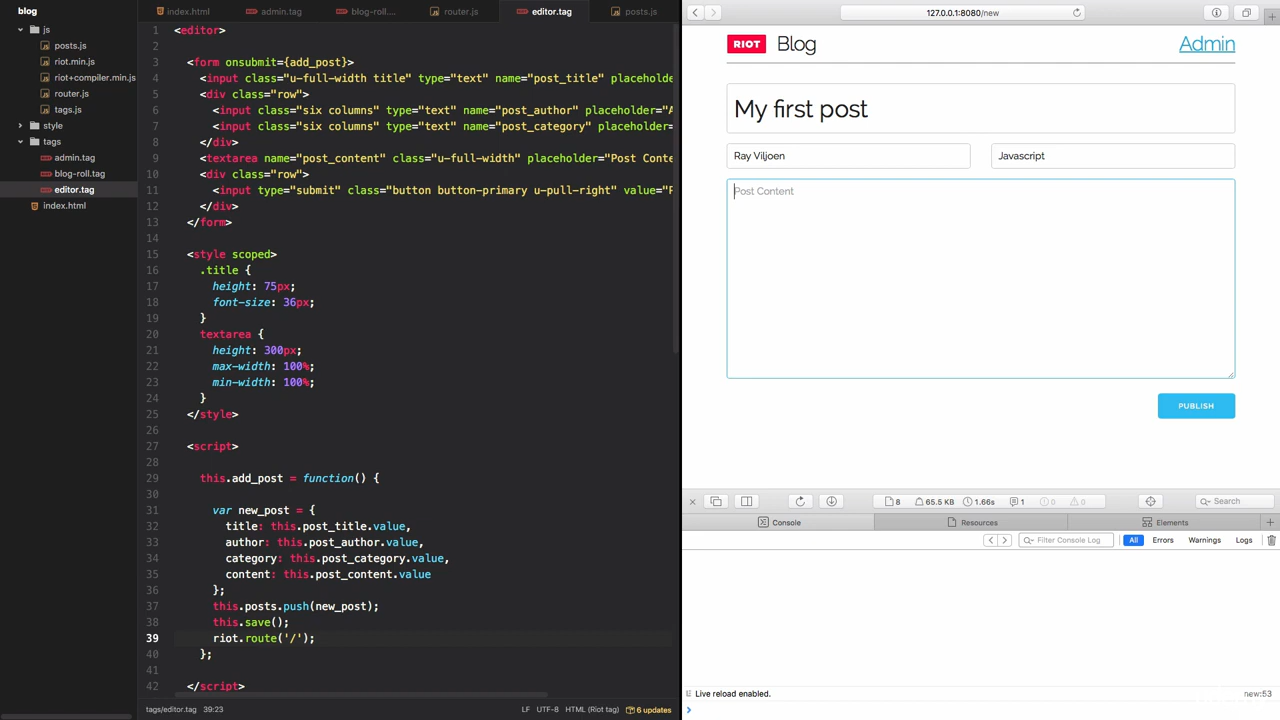 blog
js
posts.js
riot.min.js
riot+compiler.min.js
router.js
tags.js
style
tags
admin.tag
blog-roll.tag
editor.tag
index.html
index.html
admin.tag
blog-roll....
router.js
editor.tag
posts.js
1 <editor>
2
3 <form onsubmit={add_post}>
4 <input class="u-full-width title" type="text" name="post_title" placeholde
5 <div class="row">
6 <input class="six columns" type="text" name="post_author" placeholder="A
7 <input class="six columns" type="text" name="post_category" placeholder=
8 </div>
9 <textarea name="post_content" class="u-full-width" placeholder="Post Conte
10 <div class="row">
11 <input type="submit" class="button button-primary u-pull-right" value="P
12 </div>
13 </form>
14
15 <style scoped>
16 .title {
17 height: 75px;
18 font-size: 36px;
19 }
20 textarea {
21 height: 300px;
22 max-width: 100%;
23 min-width: 100%;
24 }
25 </style>
26
27 <script>
28
29 this.add_post = function() {
30
31 var new_post = {
32 title: this.post_title.value,
33 author: this.post_author.value,
34 category: this.post_category.value,
35 content: this.post_content.value
36 };
37 this.posts.push(new_post);
38 this.save();
39 riot.route('/');
40 };
41
42 </script>
tags/editor.tag 39:23
LF UTF-8 HTML (Riot tag) 6 updates
127.0.0.1:8080/new
RIOT Blog
Admin
My first post
Ray Viljoen
Javascript
Post Content
PUBLISH
8 65.5 KB 1.66s 1 0 0
Search
Console
Resources
Elements
Filter Console Log
All Errors Warnings Logs
Live reload enabled.
new:53